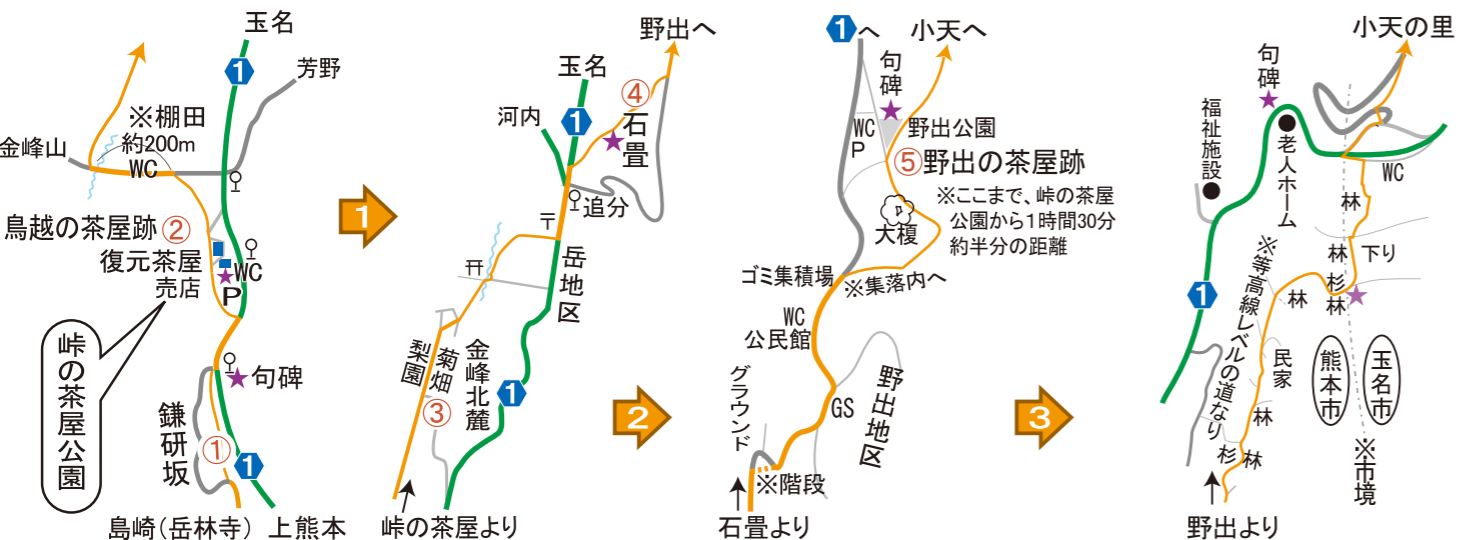 玉名
1
芳野
※棚田
約200m
金峰山
WC
鳥越の茶屋跡 ②
復元茶屋
売店
WC
P
峠の茶屋公園
句碑
鎌研坂
①
1
島崎(岳林寺)
上熊本
1
野出へ
玉名
河内
1
④
石畳
追分
〒
岳地区
梨園
菊畑
③
金峰北麓
1
峠の茶屋より
2
1へ
小天へ
句碑
WC
P
野出公園
⑤野出の茶屋跡
※ここまで、峠の茶屋
公園から1時間30分
約半分の距離
大榎
ゴミ集積場
※集落内へ
WC
公民館
グラウンド
GS
野出地区
※階段
石畳より
3
小天の里
句碑
福祉施設
老人ホーム
WC
林
林
下り
杉林
※等高線レベルの道なり
林
1
民家
熊本市
玉名市
林
杉
林
※市境
野出より